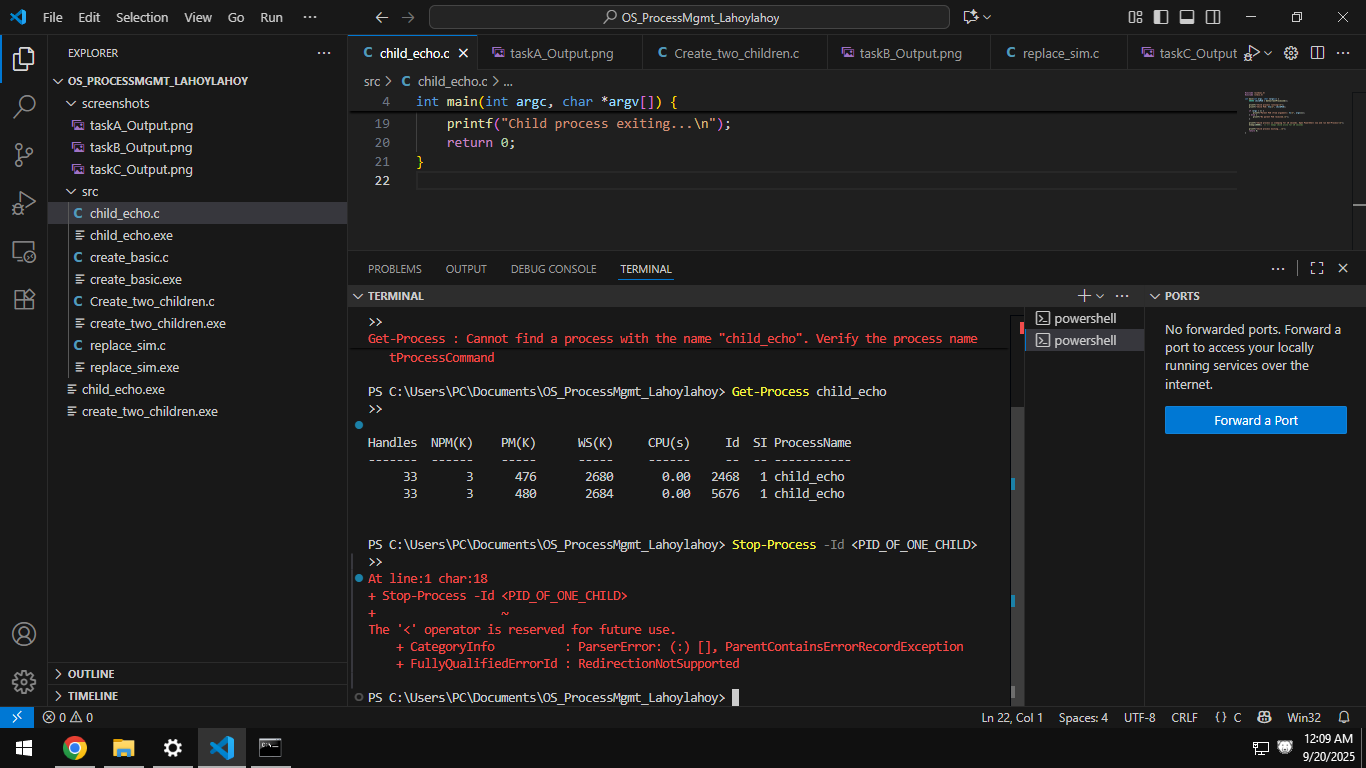 File Edit Selection View Go Run ···
OS_ProcessMgmt_Lahoylahoy
EXPLORER ···
OS_PROCESSMGMT_LAHOYLAHOY
screenshots
taskA_Output.png
taskB_Output.png
taskC_Output.png
src
C child_echo.c
child_echo.exe
C create_basic.c
create_basic.exe
C Create_two_children.c
create_two_children.exe
C replace_sim.c
replace_sim.exe
child_echo.exe
create_two_children.exe
OUTLINE
TIMELINE
C child_echo.c
taskA_Output.png
C Create_two_children.c
taskB_Output.png
C replace_sim.c
taskC_Output
src > C child_echo.c > ...
4 int main(int argc, char *argv[]) {
19 printf("Child process exiting...\n");
20 return 0;
21 }
22
PROBLEMS OUTPUT DEBUG CONSOLE TERMINAL ···
TERMINAL
>>
Get-Process : Cannot find a process with the name "child_echo". Verify the process name
tProcessCommand
PS C:\Users\PC\Documents\OS_ProcessMgmt_Lahoylahoy> Get-Process child_echo
>>
Handles NPM(K) PM(K) WS(K) CPU(s) Id SI ProcessName
------- ------ ----- ----- ------ -- -- -----------
33 3 476 2680 0.00 2468 1 child_echo
33 3 480 2684 0.00 5676 1 child_echo
PS C:\Users\PC\Documents\OS_ProcessMgmt_Lahoylahoy> Stop-Process -Id <PID_OF_ONE_CHILD>
>>
At line:1 char:18
+ Stop-Process -Id <PID_OF_ONE_CHILD>
+ ~
The '<' operator is reserved for future use.
+ CategoryInfo : ParserError: (:) [], ParentContainsErrorRecordException
+ FullyQualifiedErrorId : RedirectionNotSupported
PS C:\Users\PC\Documents\OS_ProcessMgmt_Lahoylahoy>
powershell
powershell
PORTS
No forwarded ports. Forward a
port to access your locally
running services over the
internet.
Forward a Port
0 0
Ln 22, Col 1 Spaces: 4 UTF-8 CRLF {} C Win32
12:09 AM
9/20/2025